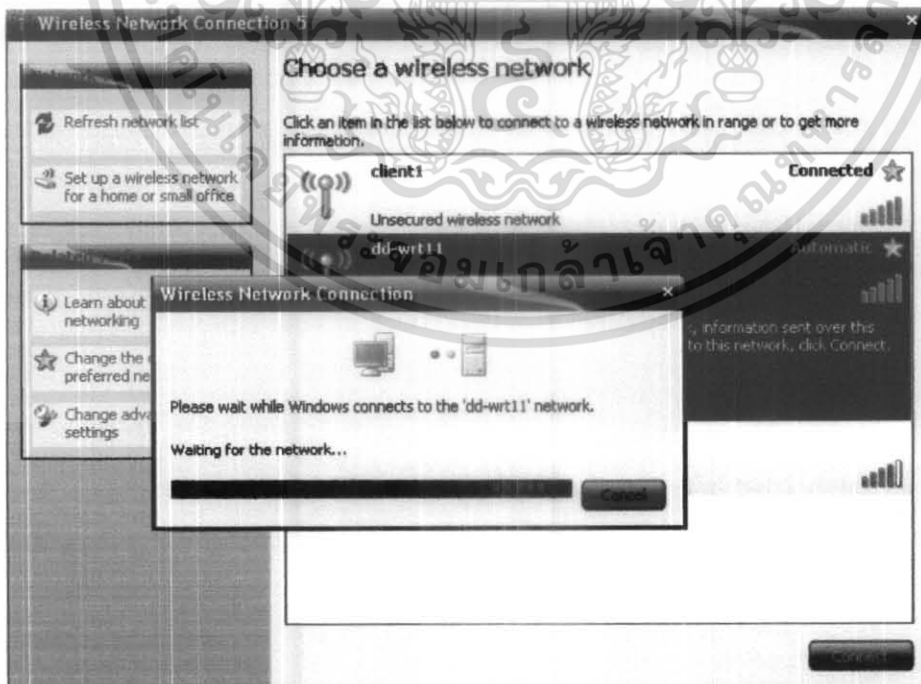 Wireless Network Connection 5
Refresh network list
Set up a wireless network
for a home or small office
Learn about
networking
Change the
preferred ne
Change adva
settings
Choose a wireless network
Click an item in the list below to connect to a wireless network in range or to get more
information.
client1
Connected
Unsecured wireless network
dd-wrt11
Automatic
, information sent over this
to this network, click Connect.
Wireless Network Connection
Please wait while Windows connects to the 'dd-wrt11' network.
Waiting for the network...
Cancel
Connect